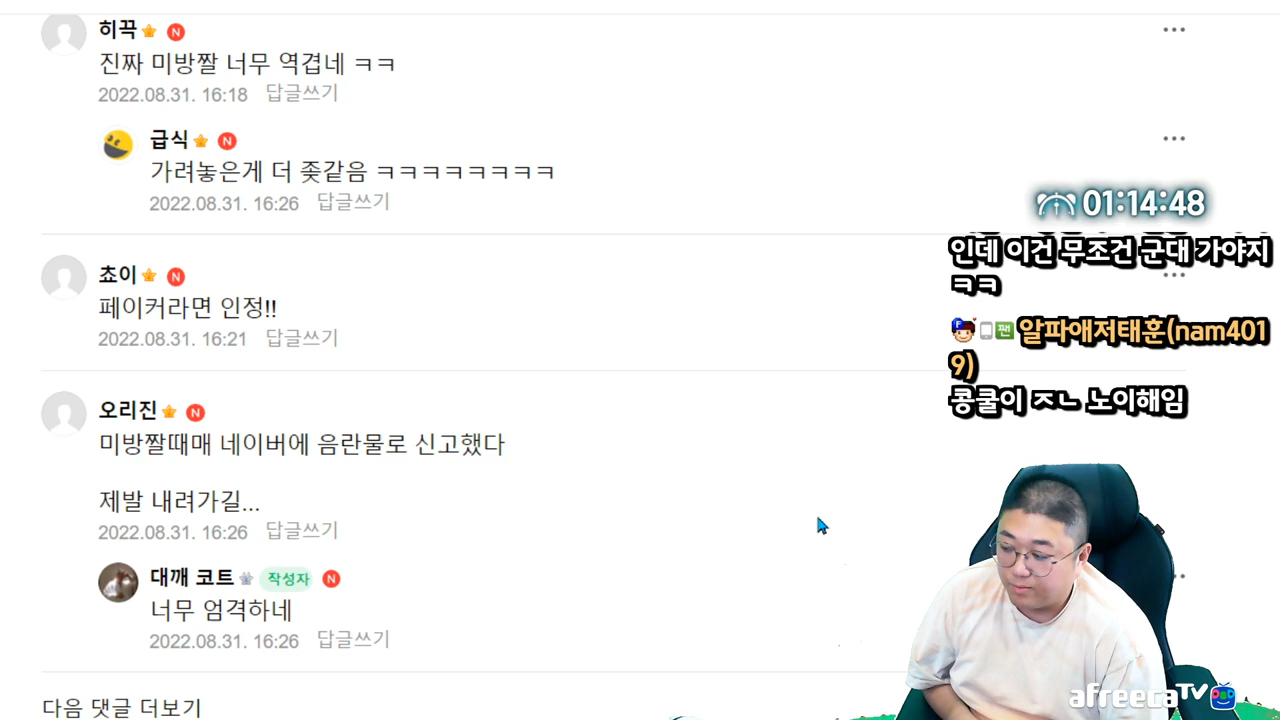 히끅 N
진짜 미방짤 너무 역겹네 ㅋㅋ
2022.08.31. 16:18 답글쓰기
급식 N
가려놓은게 더 좆같음 ㅋㅋㅋㅋㅋㅋㅋㅋ
2022.08.31. 16:26 답글쓰기
쵸이 N
페이커라면 인정!!
2022.08.31. 16:21 답글쓰기
오리진 N
미방짤때매 네이버에 음란물로 신고했다
제발 내려가길...
2022.08.31. 16:26 답글쓰기
대깨 코트 작성자 N
너무 엄격하네
2022.08.31. 16:26 답글쓰기
다음 댓글 더보기
01:14:48
인데 이건 무조건 군대 가야지
ㅋㅋ
F 팬 알파애저태훈(nam401
9)
콩쿨이 ㅈㄴ 노이해임
afreecaTV